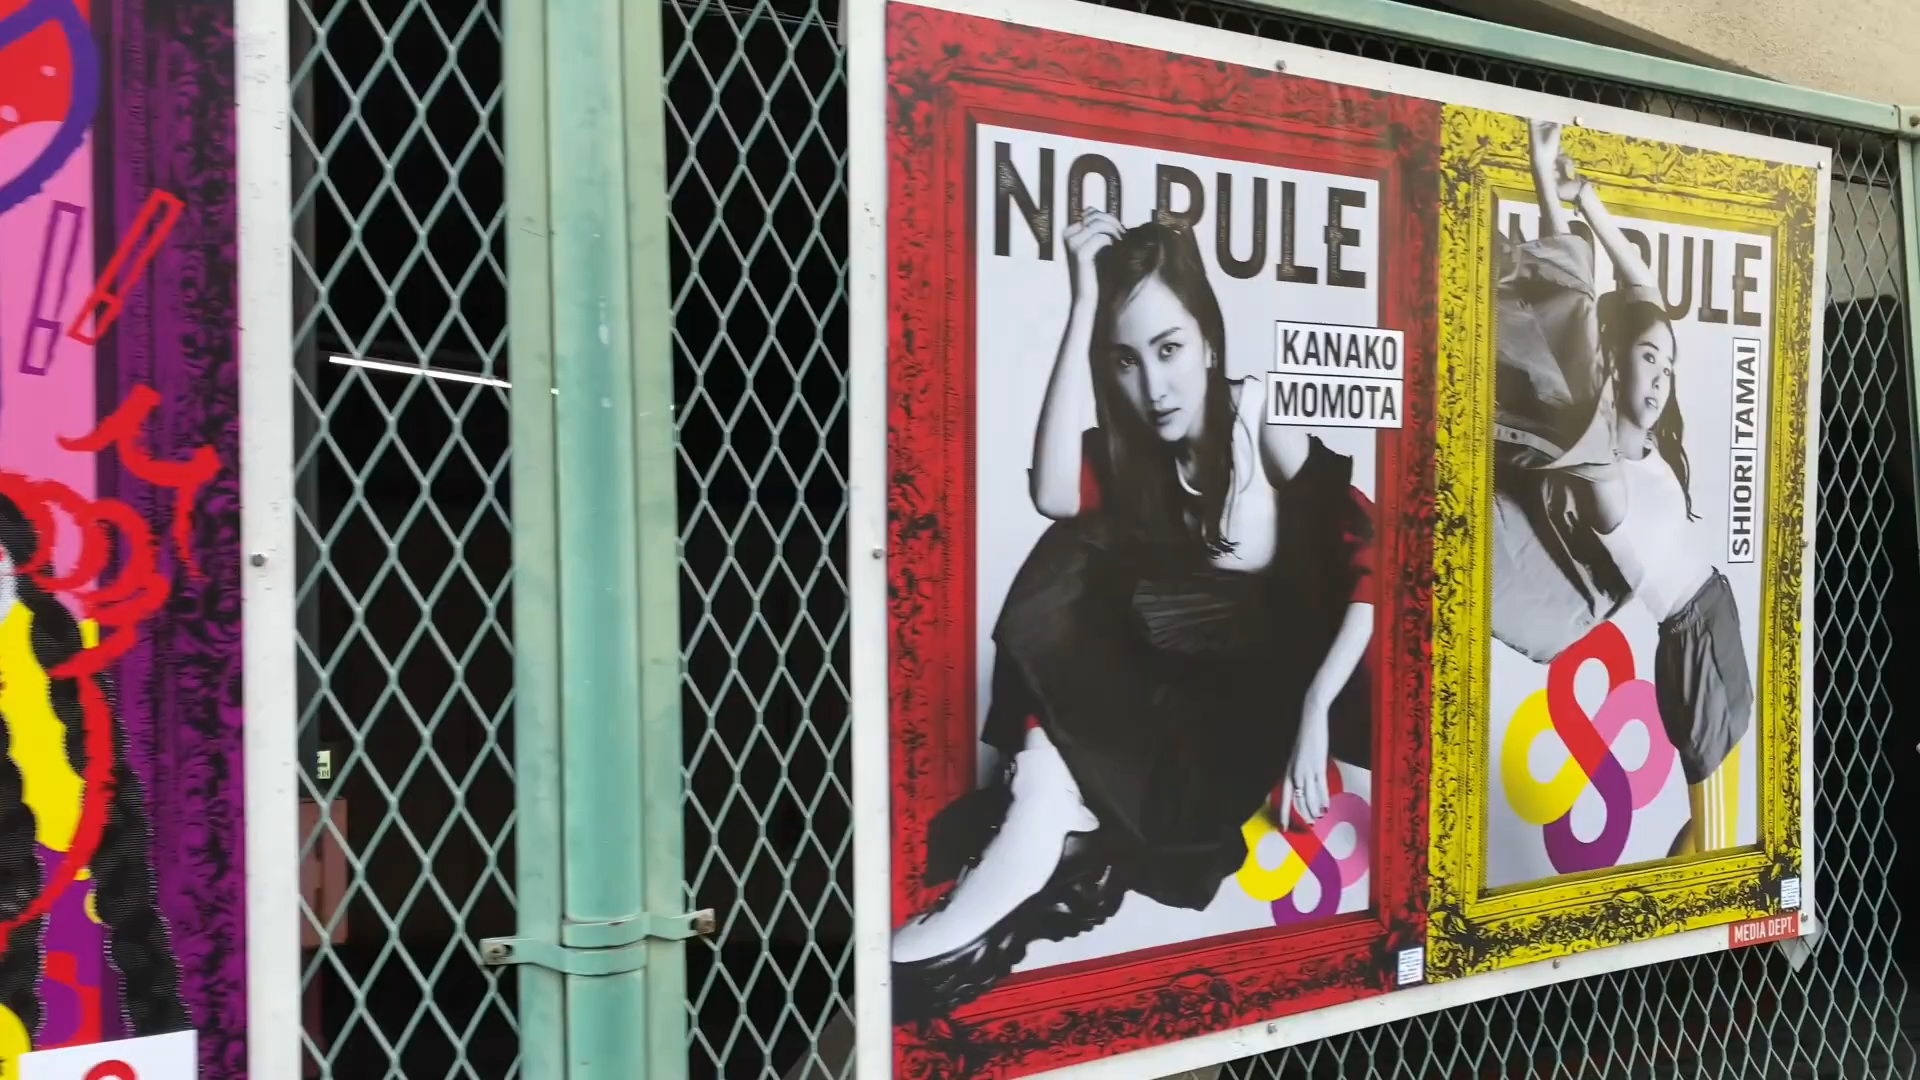 NO RULE
KANAKO
MOMOTA
NO RULE
SHIORI TAMAI
MEDIA DEPT.